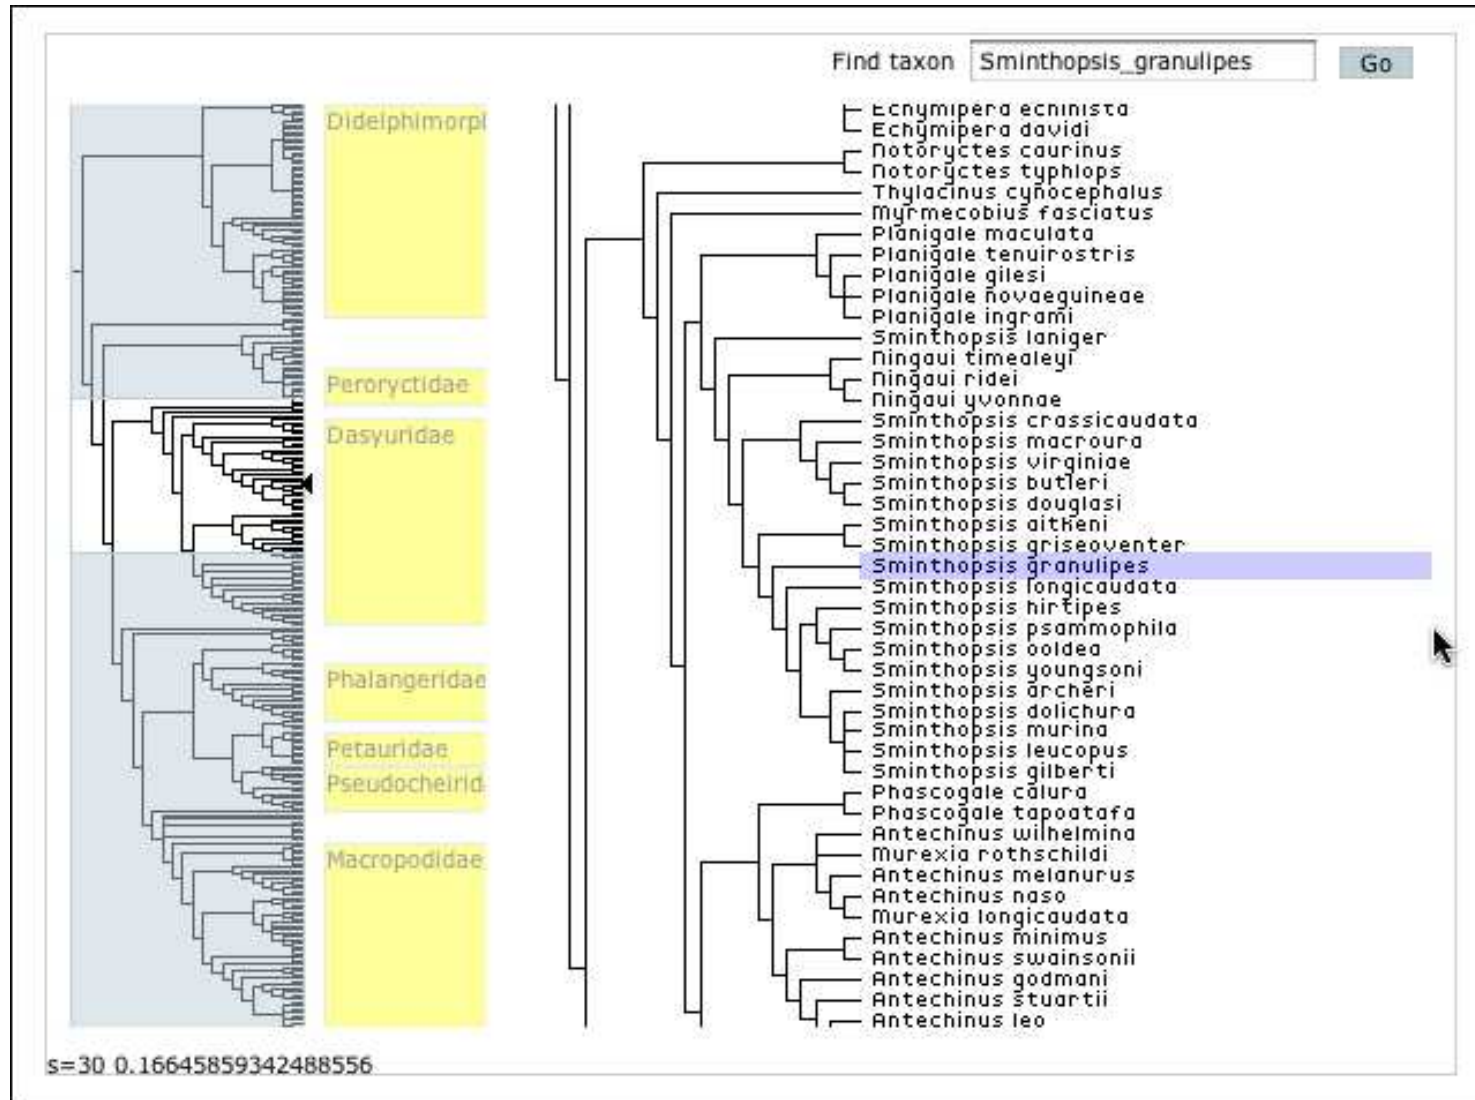 Find taxon Sminthopsis_granulipes Go
Didelphimorpl
Peroryctidae
Dasyuridae
Phalangeridae
Petauridae
Pseudocheirid
Macropodidae
Echymipera echinista
Echymipera davidi
Notoryctes caurinus
Notoryctes typhlops
Thylacinus cynocephalus
Myrmecobius fasciatus
Planigale maculata
Planigale tenuirostris
Planigale gilesi
Planigale novaeguineae
Planigale ingrami
Sminthopsis laniger
Ningaui timealeyi
Ningaui ridei
Ningaui yvonnae
Sminthopsis crassicaudata
Sminthopsis macroura
Sminthopsis virginiae
Sminthopsis butleri
Sminthopsis douglasi
Sminthopsis aitkeni
Sminthopsis griseoventer
Sminthopsis granulipes
Sminthopsis longicaudata
Sminthopsis hirtipes
Sminthopsis psammophila
Sminthopsis ooldea
Sminthopsis youngsoni
Sminthopsis archeri
Sminthopsis dolichura
Sminthopsis murina
Sminthopsis leucopus
Sminthopsis gilberti
Phascogale calura
Phascogale tapoatafa
Antechinus wilhelmina
Murexia rothschildi
Antechinus melanurus
Antechinus naso
Murexia longicaudata
Antechinus minimus
Antechinus swainsonii
Antechinus godmani
Antechinus stuartii
Antechinus leo
s=30 0.16645859342488556